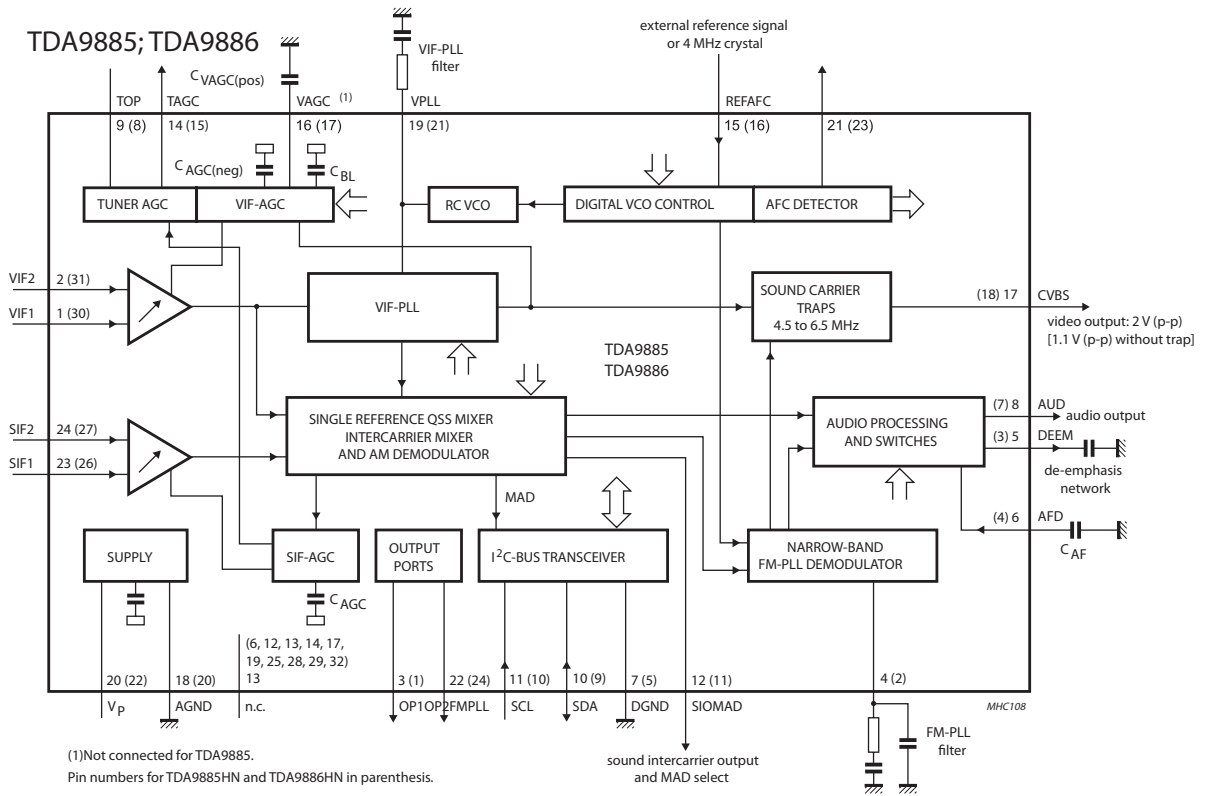 TDA9885; TDA9886
external reference signal
or 4 MHz crystal
VIF-PLL
filter
C VAGC(pos)
TOP
TAGC
VAGC (1)
VPLL
REFAFC
9 (8)
14 (15)
16 (17)
19 (21)
15 (16)
21 (23)
C AGC(neg)
C BL
TUNER AGC
VIF-AGC
RC VCO
DIGITAL VCO CONTROL
AFC DETECTOR
VIF2
2 (31)
VIF1
1 (30)
VIF-PLL
SOUND CARRIER
TRAPS
4.5 to 6.5 MHz
(18) 17
CVBS
video output: 2 V (p-p)
[1.1 V (p-p) without trap]
TDA9885
TDA9886
SIF2
24 (27)
SIF1
23 (26)
SINGLE REFERENCE QSS MIXER
INTERCARRIER MIXER
AND AM DEMODULATOR
AUDIO PROCESSING
AND SWITCHES
(7) 8
AUD
audio output
(3) 5
DEEM
de-emphasis
network
MAD
(4) 6
AFD
C AF
SUPPLY
SIF-AGC
OUTPUT
PORTS
I2C-BUS TRANSCEIVER
NARROW-BAND
FM-PLL DEMODULATOR
C AGC
(6, 12, 13, 14, 17,
19, 25, 28, 29, 32)
13
20 (22)
18 (20)
3 (1)
22 (24)
11 (10)
10 (9)
7 (5)
12 (11)
4 (2)
VP
AGND
n.c.
OP1OP2FMPLL
SCL
SDA
DGND
SIOMAD
MHC108
FM-PLL
filter
sound intercarrier output
and MAD select
(1)Not connected for TDA9885.
Pin numbers for TDA9885HN and TDA9886HN in parenthesis.